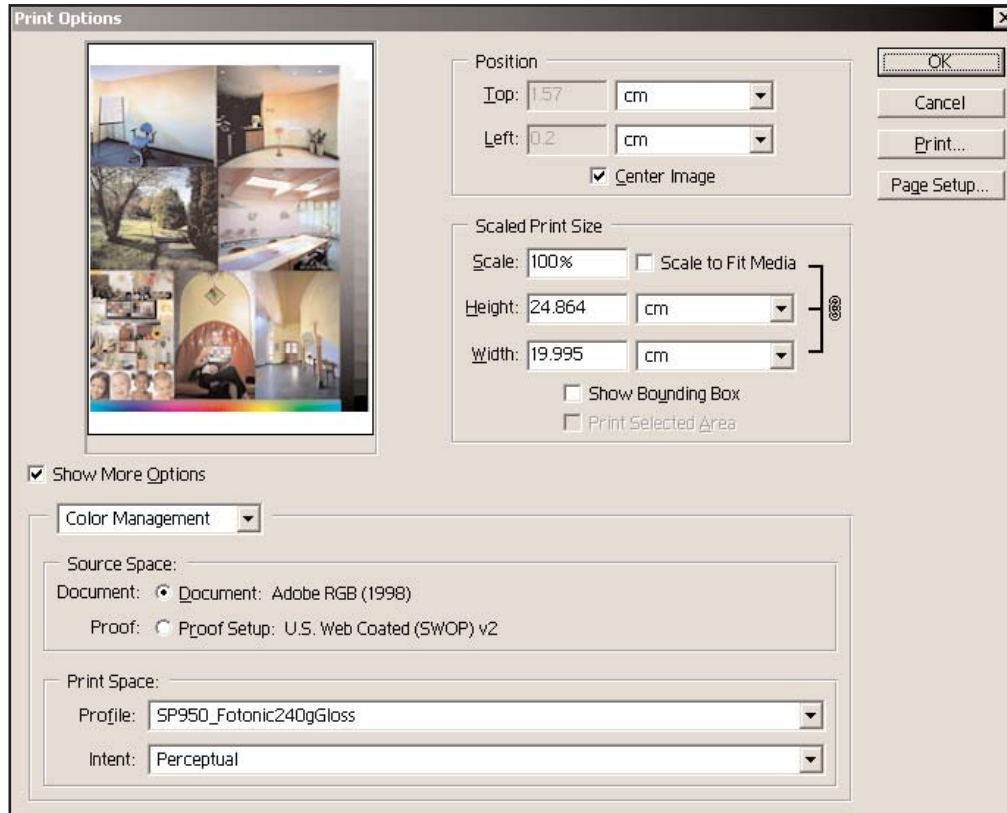 Print Options
Position
Top: 1.57 cm
Left: 0.2 cm
Center Image
OK
Cancel
Print...
Page Setup...
Scaled Print Size
Scale: 100% Scale to Fit Media
Height: 24.864 cm
Width: 19.995 cm
Show Bounding Box
Print Selected Area
Show More Options
Color Management
Source Space:
Document: Document: Adobe RGB (1998)
Proof: Proof Setup: U.S. Web Coated (SWOP) v2
Print Space:
Profile: SP950_Fotonic240gGloss
Intent: Perceptual